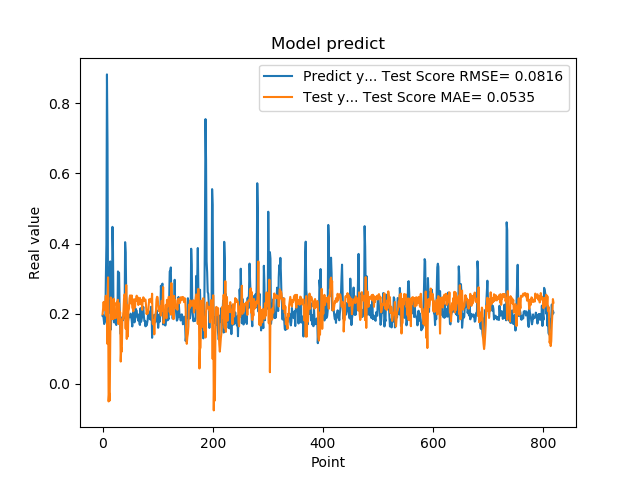 Model predict
Predict y... Test Score RMSE= 0.0816
Test y... Test Score MAE= 0.0535
Real value
0.8
0.6
0.4
0.2
0.0
0 200 400 600 800
Point